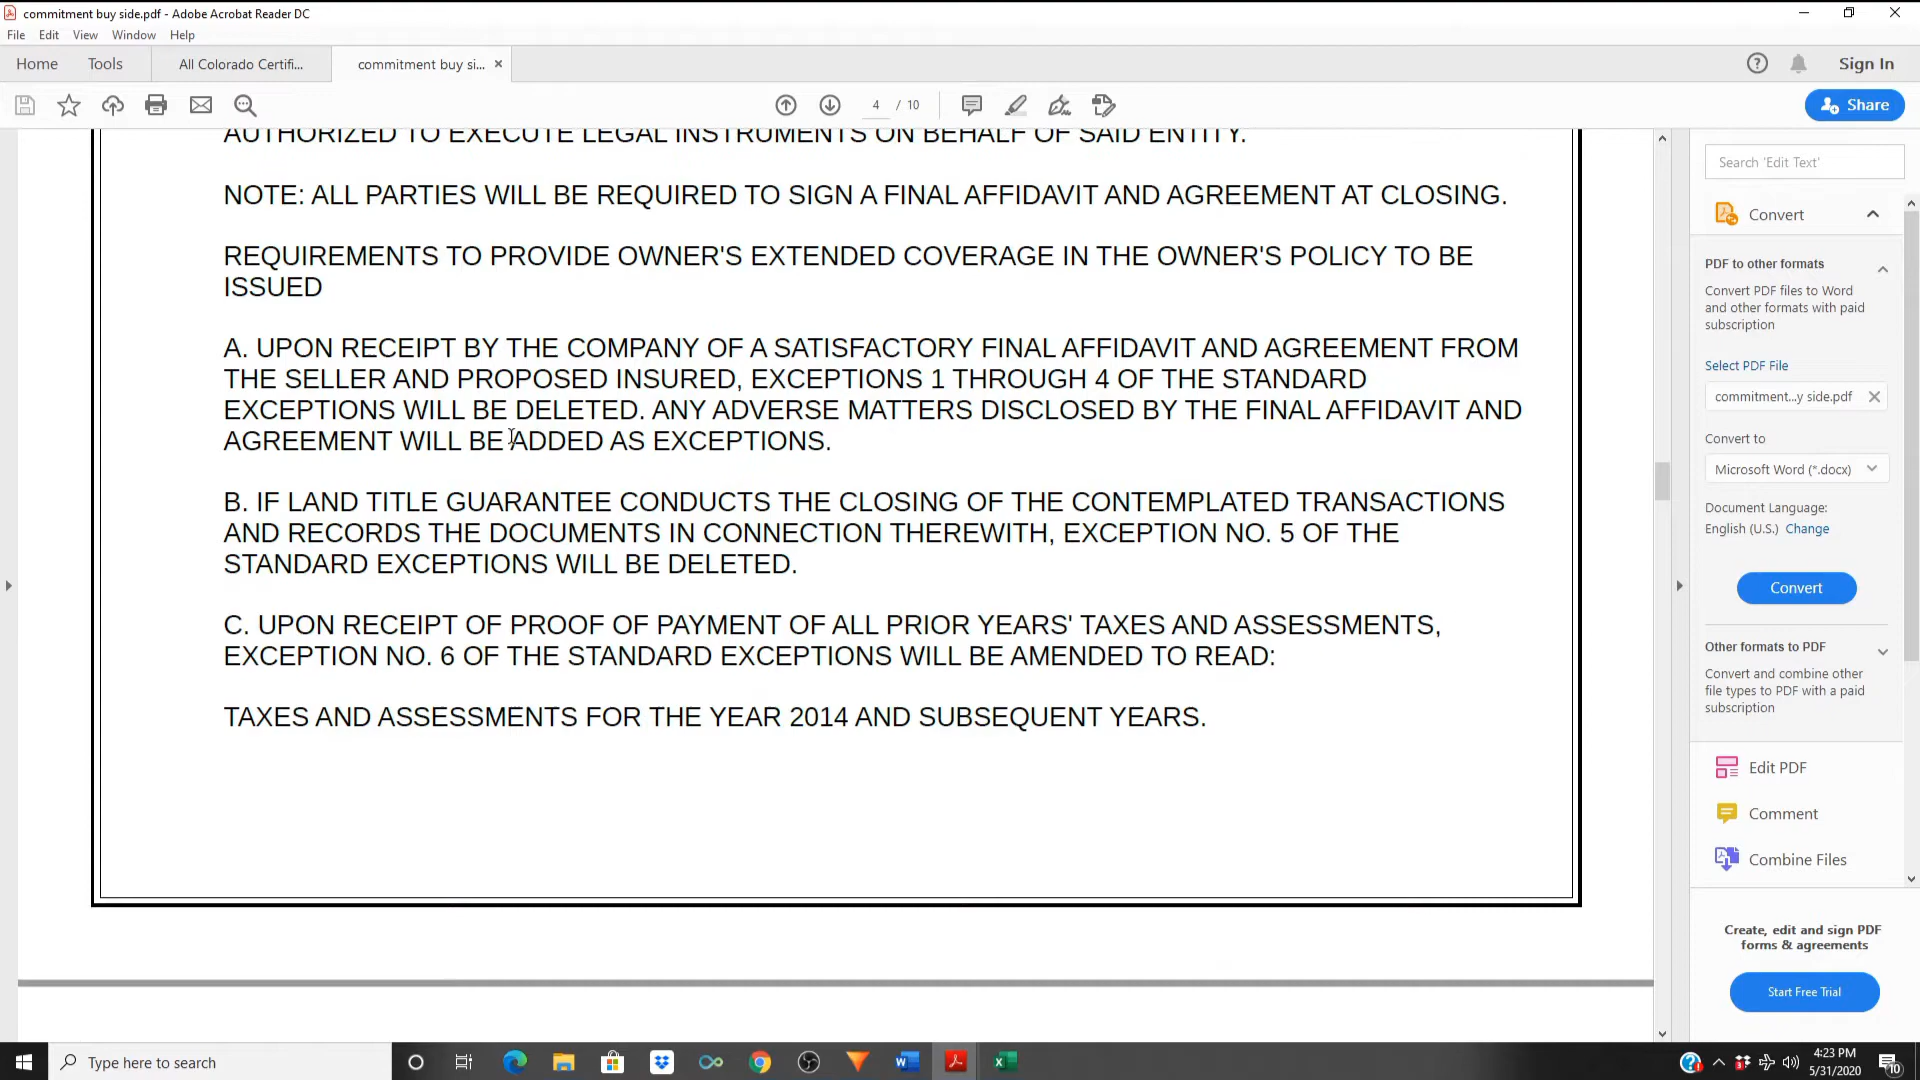 commitment buy side.pdf - Adobe Acrobat Reader DC
File Edit View Window Help
Home Tools All Colorado Certifi... commitment buy si... × Sign In
4 / 10 Share
AUTHORIZED TO EXECUTE LEGAL INSTRUMENTS ON BEHALF OF SAID ENTITY.
NOTE: ALL PARTIES WILL BE REQUIRED TO SIGN A FINAL AFFIDAVIT AND AGREEMENT AT CLOSING.
REQUIREMENTS TO PROVIDE OWNER'S EXTENDED COVERAGE IN THE OWNER'S POLICY TO BE
ISSUED
A. UPON RECEIPT BY THE COMPANY OF A SATISFACTORY FINAL AFFIDAVIT AND AGREEMENT FROM
THE SELLER AND PROPOSED INSURED, EXCEPTIONS 1 THROUGH 4 OF THE STANDARD
EXCEPTIONS WILL BE DELETED. ANY ADVERSE MATTERS DISCLOSED BY THE FINAL AFFIDAVIT AND
AGREEMENT WILL BE ADDED AS EXCEPTIONS.
B. IF LAND TITLE GUARANTEE CONDUCTS THE CLOSING OF THE CONTEMPLATED TRANSACTIONS
AND RECORDS THE DOCUMENTS IN CONNECTION THEREWITH, EXCEPTION NO. 5 OF THE
STANDARD EXCEPTIONS WILL BE DELETED.
C. UPON RECEIPT OF PROOF OF PAYMENT OF ALL PRIOR YEARS' TAXES AND ASSESSMENTS,
EXCEPTION NO. 6 OF THE STANDARD EXCEPTIONS WILL BE AMENDED TO READ:
TAXES AND ASSESSMENTS FOR THE YEAR 2014 AND SUBSEQUENT YEARS.
Search 'Edit Text'
Convert
PDF to other formats
Convert PDF files to Word
and other formats with paid
subscription
Select PDF File
commitment...y side.pdf
Convert to
Microsoft Word (*.docx)
Document Language:
English (U.S.) Change
Convert
Other formats to PDF
Convert and combine other
file types to PDF with a paid
subscription
Edit PDF
Comment
Combine Files
Create, edit and sign PDF
forms & agreements
Start Free Trial
Type here to search
4:23 PM
5/31/2020
10